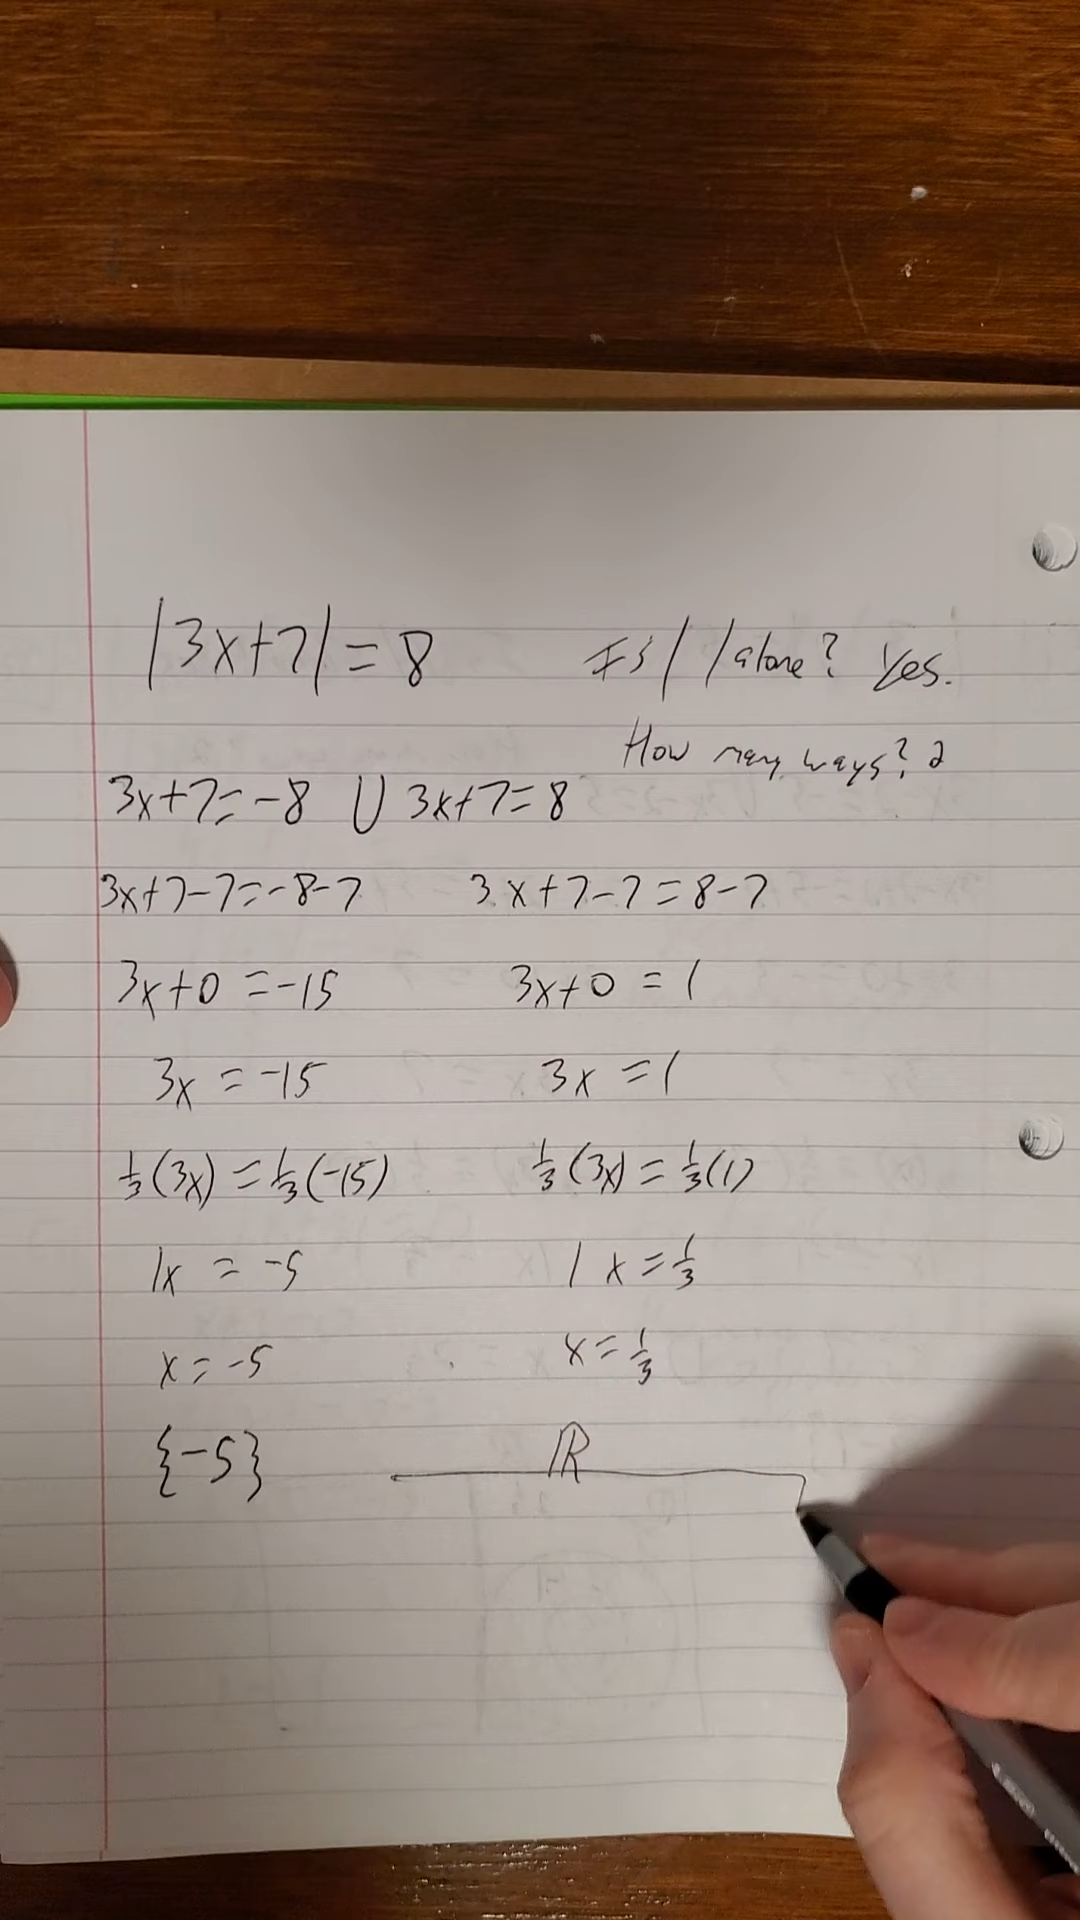 |3x+7|=8 Is | | alone? Yes.
How many ways? 2
3x+7=-8 ∪ 3x+7=8
3x+7-7=-8-7 3x+7-7=8-7
3x+0=-15 3x+0=1
3x=-15 3x=1
1/3(3x)=1/3(-15) 1/3(3x)=1/3(1)
1x=-5 1x=1/3
x=-5 x=1/3
{-5} ℝ